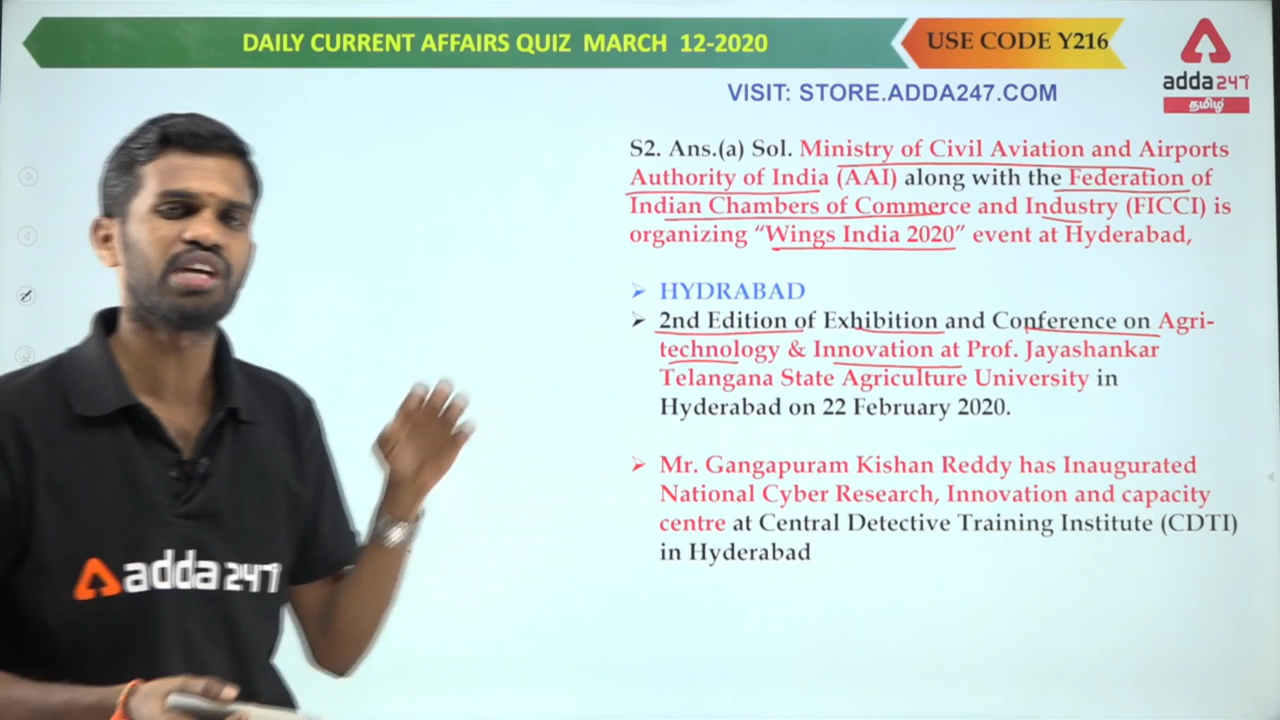 DAILY CURRENT AFFAIRS QUIZ MARCH 12-2020
USE CODE Y216
adda247
தமிழ்
VISIT: STORE.ADDA247.COM
S2. Ans.(a) Sol. Ministry of Civil Aviation and Airports
Authority of India (AAI) along with the Federation of
Indian Chambers of Commerce and Industry (FICCI) is
organizing “Wings India 2020” event at Hyderabad,
➢ HYDRABAD
➢ 2nd Edition of Exhibition and Conference on Agri-
technology & Innovation at Prof. Jayashankar
Telangana State Agriculture University in
Hyderabad on 22 February 2020.
➢ Mr. Gangapuram Kishan Reddy has Inaugurated
National Cyber Research, Innovation and capacity
centre at Central Detective Training Institute (CDTI)
in Hyderabad
adda247